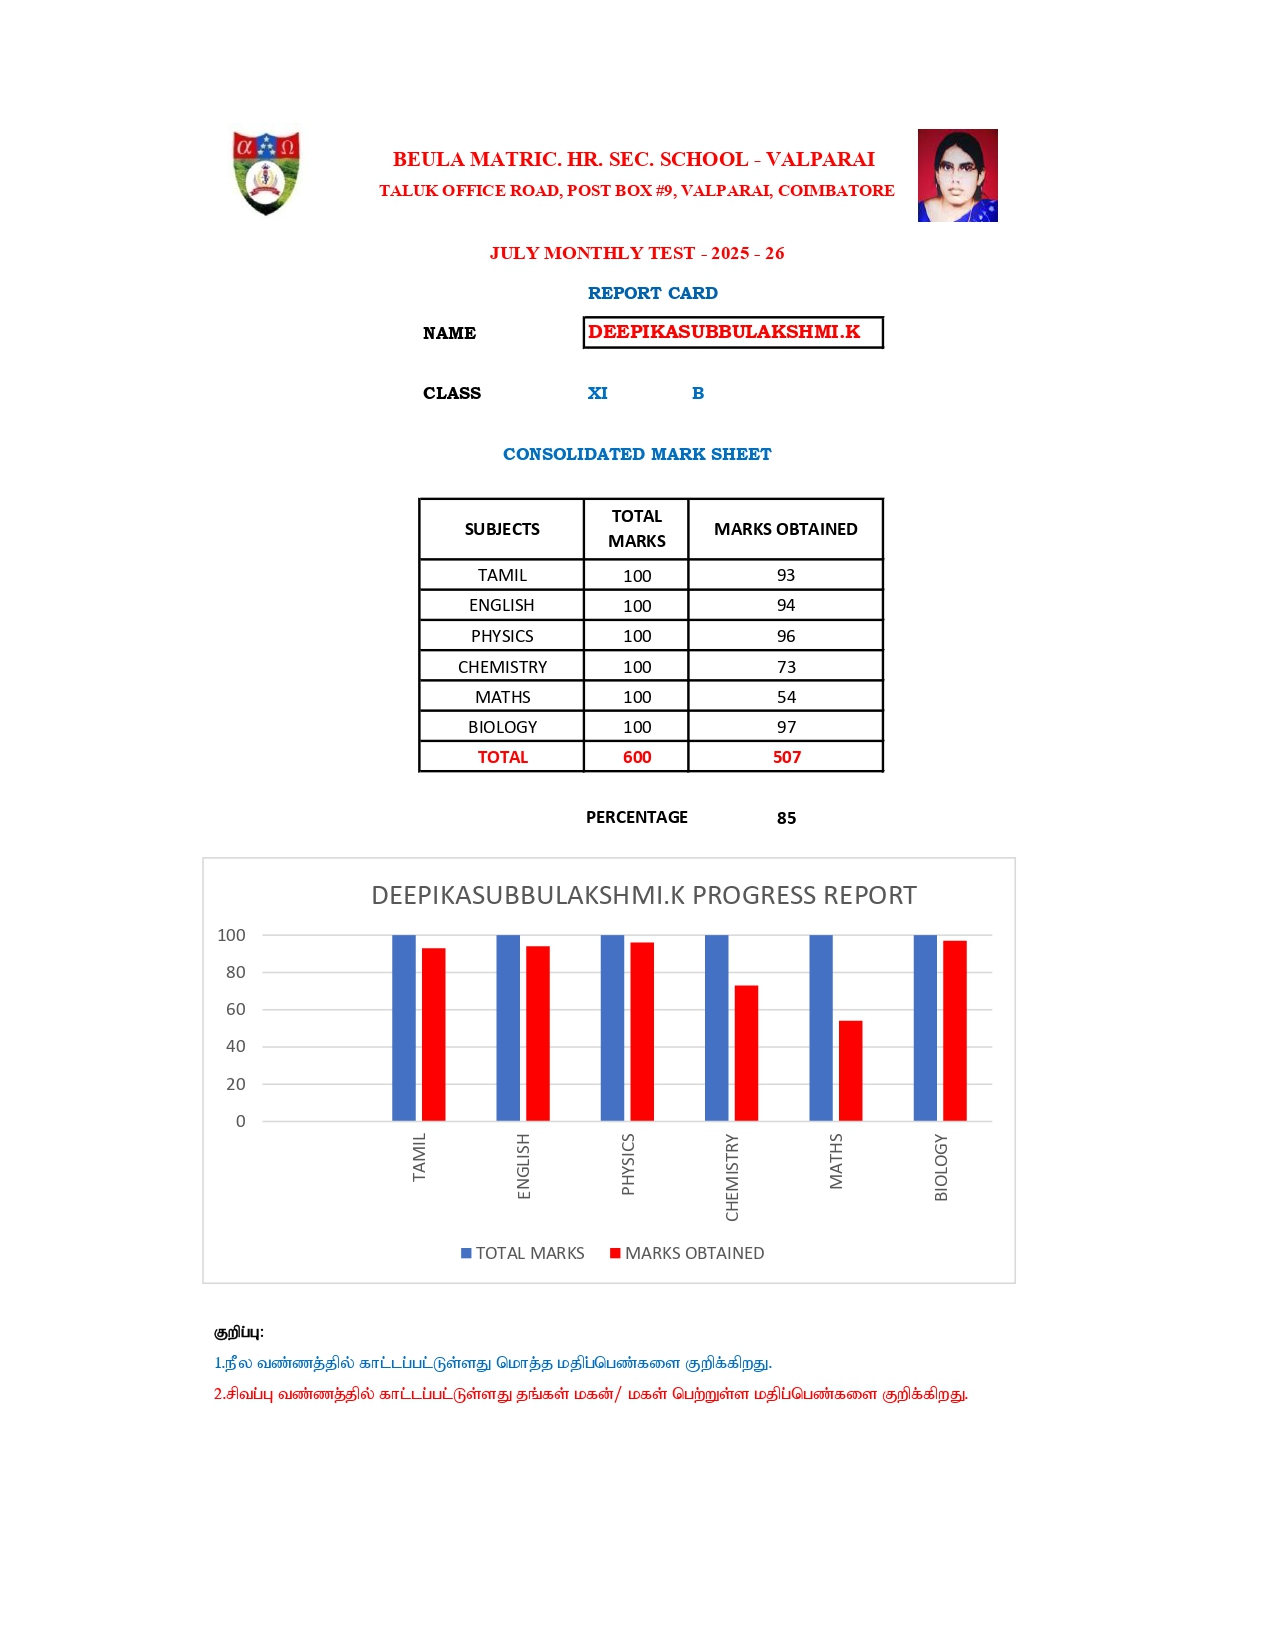 α Ω
BEULA MATRIC. HR. SEC. SCHOOL - VALPARAI
TALUK OFFICE ROAD, POST BOX #9, VALPARAI, COIMBATORE
JULY MONTHLY TEST - 2025 - 26
REPORT CARD
NAME DEEPIKASUBBULAKSHMI.K
CLASS XI B
CONSOLIDATED MARK SHEET
SUBJECTS TOTAL MARKS MARKS OBTAINED
TAMIL 100 93
ENGLISH 100 94
PHYSICS 100 96
CHEMISTRY 100 73
MATHS 100 54
BIOLOGY 100 97
TOTAL 600 507
PERCENTAGE 85
DEEPIKASUBBULAKSHMI.K PROGRESS REPORT
100
80
60
40
20
0
TAMIL ENGLISH PHYSICS CHEMISTRY MATHS BIOLOGY
TOTAL MARKS MARKS OBTAINED
குறிப்பு:
1.நீல வண்ணத்தில் காட்டப்பட்டுள்ளது மொத்த மதிப்பெண்களை குறிக்கிறது.
2.சிவப்பு வண்ணத்தில் காட்டப்பட்டுள்ளது தங்கள் மகன்/ மகள் பெற்றுள்ள மதிப்பெண்களை குறிக்கிறது.